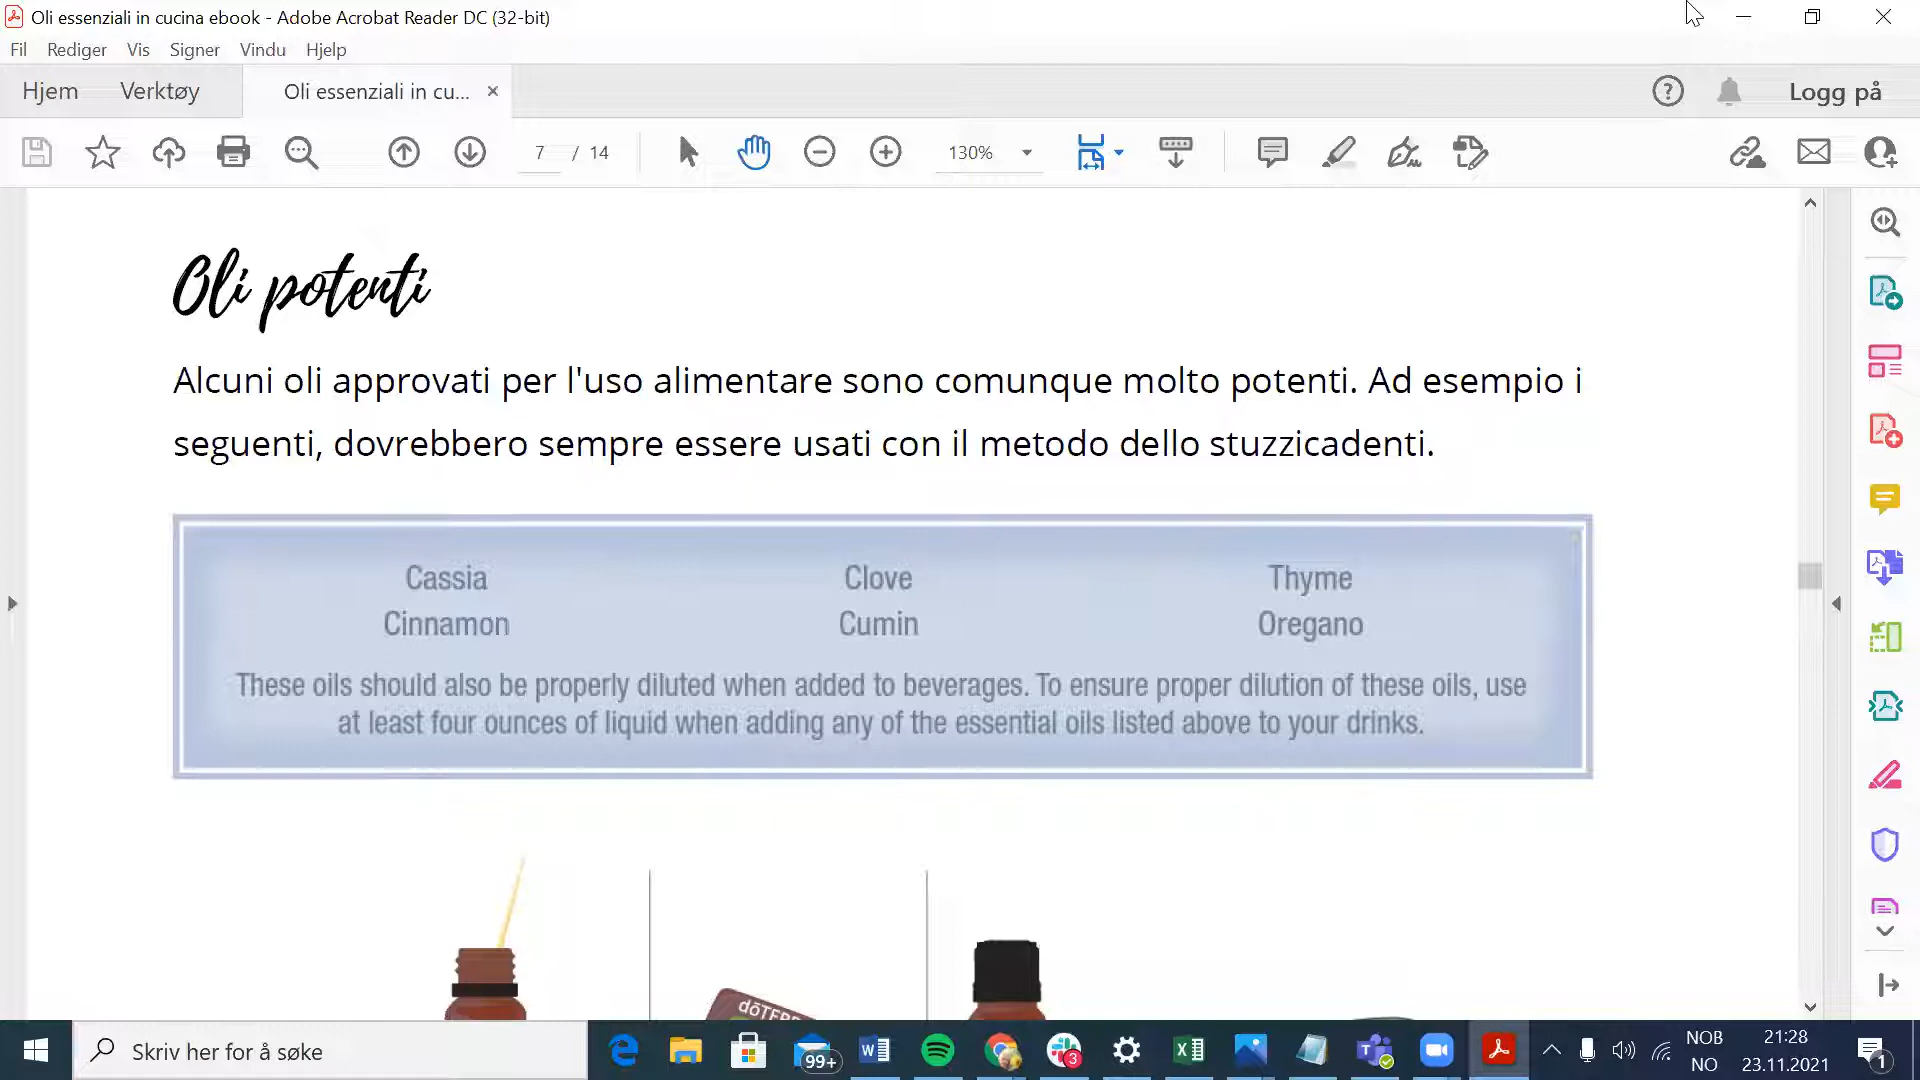 Oli essenziali in cucina ebook - Adobe Acrobat Reader DC (32-bit)
Fil Rediger Vis Signer Vindu Hjelp
Hjem Verktøy Oli essenziali in cu... Logg på
7 / 14 130%
Oli potenti
Alcuni oli approvati per l'uso alimentare sono comunque molto potenti. Ad esempio i
seguenti, dovrebbero sempre essere usati con il metodo dello stuzzicadenti.
Cassia Clove Thyme
Cinnamon Cumin Oregano
These oils should also be properly diluted when added to beverages. To ensure proper dilution of these oils, use
at least four ounces of liquid when adding any of the essential oils listed above to your drinks.
Skriv her for å søke 99+ 3 NOB 21:28
NO 23.11.2021 1